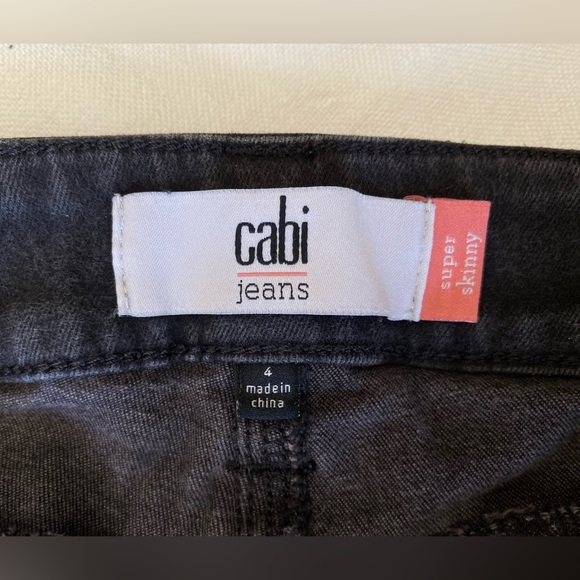 cabi
jeans
super
skinny
4
made in
china